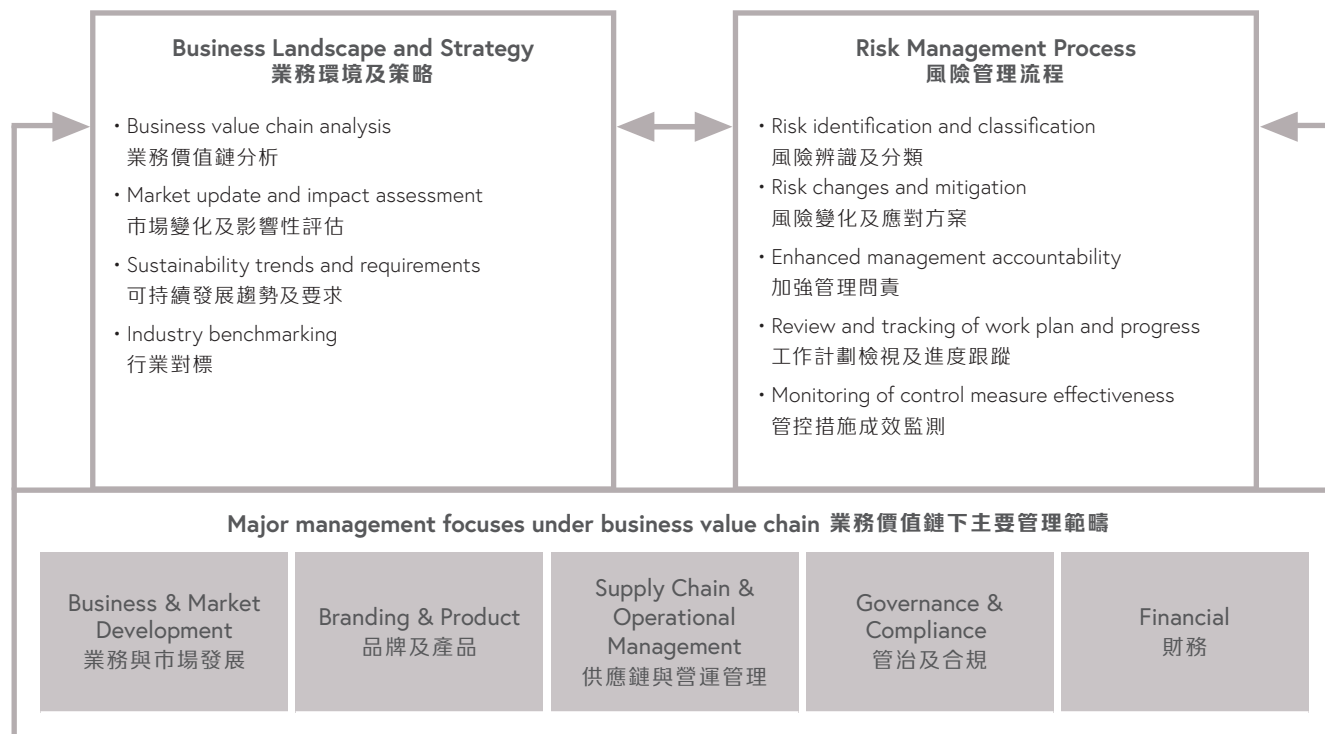 Business Landscape and Strategy
業務環境及策略
• Business value chain analysis
業務價值鏈分析
• Market update and impact assessment
市場變化及影響性評估
• Sustainability trends and requirements
可持續發展趨勢及要求
• Industry benchmarking
行業對標
Risk Management Process
風險管理流程
• Risk identification and classification
風險辨識及分類
• Risk changes and mitigation
風險變化及應對方案
• Enhanced management accountability
加強管理問責
• Review and tracking of work plan and progress
工作計劃檢視及進度跟蹤
• Monitoring of control measure effectiveness
管控措施成效監測
Major management focuses under business value chain 業務價值鏈下主要管理範疇
Business & Market
Development
業務與市場發展
Branding & Product
品牌及產品
Supply Chain &
Operational
Management
供應鏈與營運管理
Governance &
Compliance
管治及合規
Financial
財務